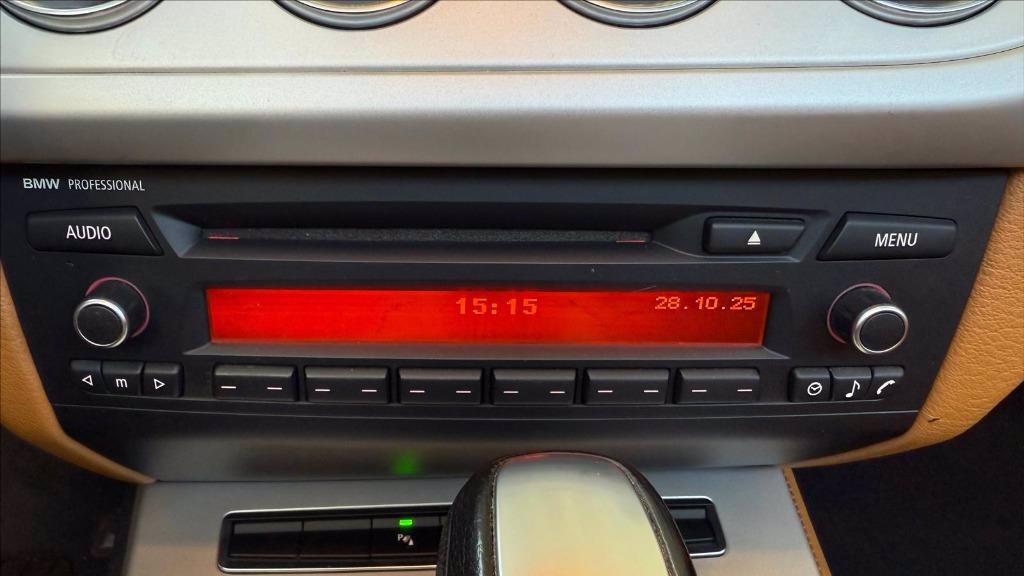 BMW PROFESSIONAL
AUDIO
MENU
15:15 28.10.25
m
P